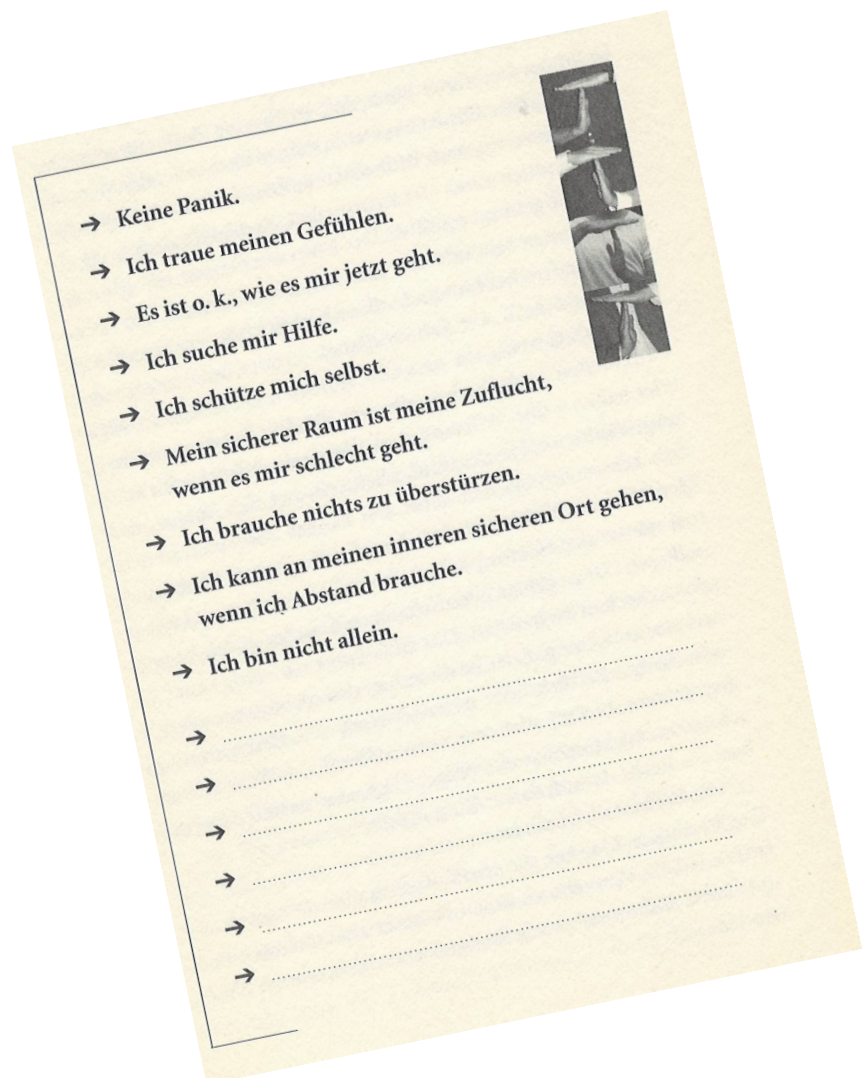 → Keine Panik.
→ Ich traue meinen Gefühlen.
→ Es ist o. k., wie es mir jetzt geht.
→ Ich suche mir Hilfe.
→ Ich schütze mich selbst.
→ Mein sicherer Raum ist meine Zuflucht,
wenn es mir schlecht geht.
→ Ich brauche nichts zu überstürzen.
→ Ich kann an meinen inneren sicheren Ort gehen,
wenn ich Abstand brauche.
→ Ich bin nicht allein.
→
→
→
→
→
→